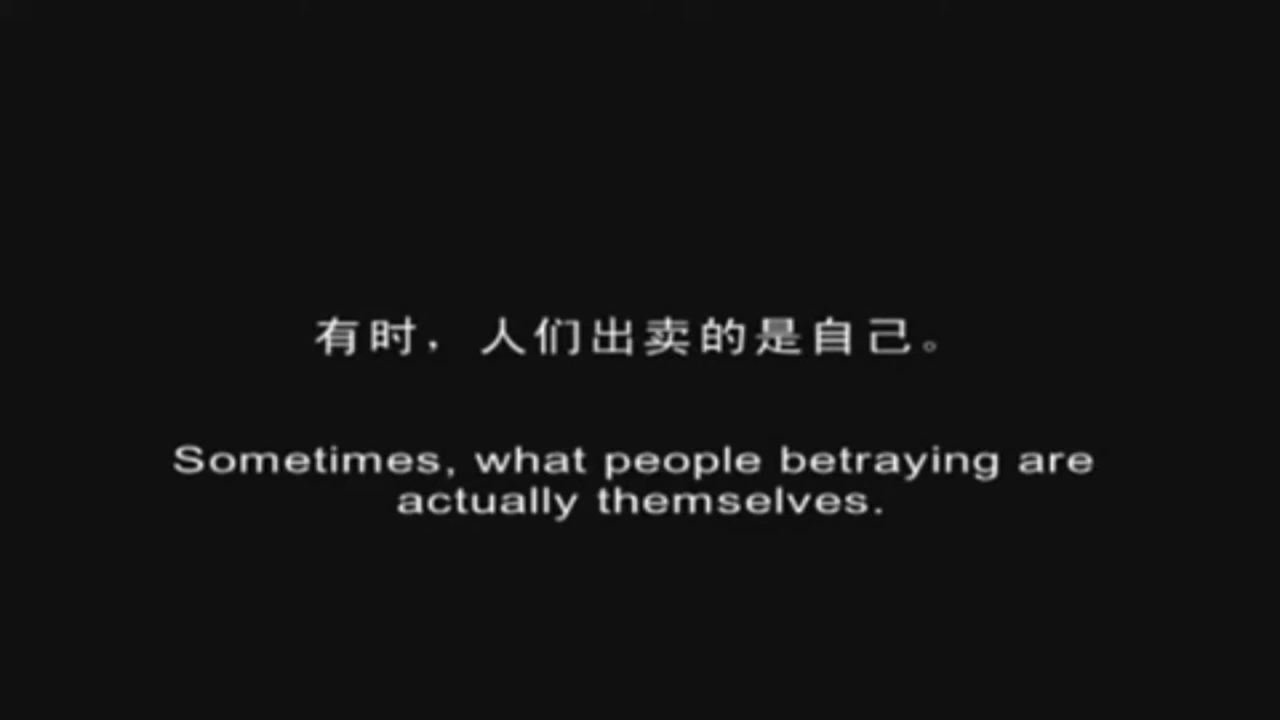 有时，人们出卖的是自己。
Sometimes, what people betraying are
actually themselves.